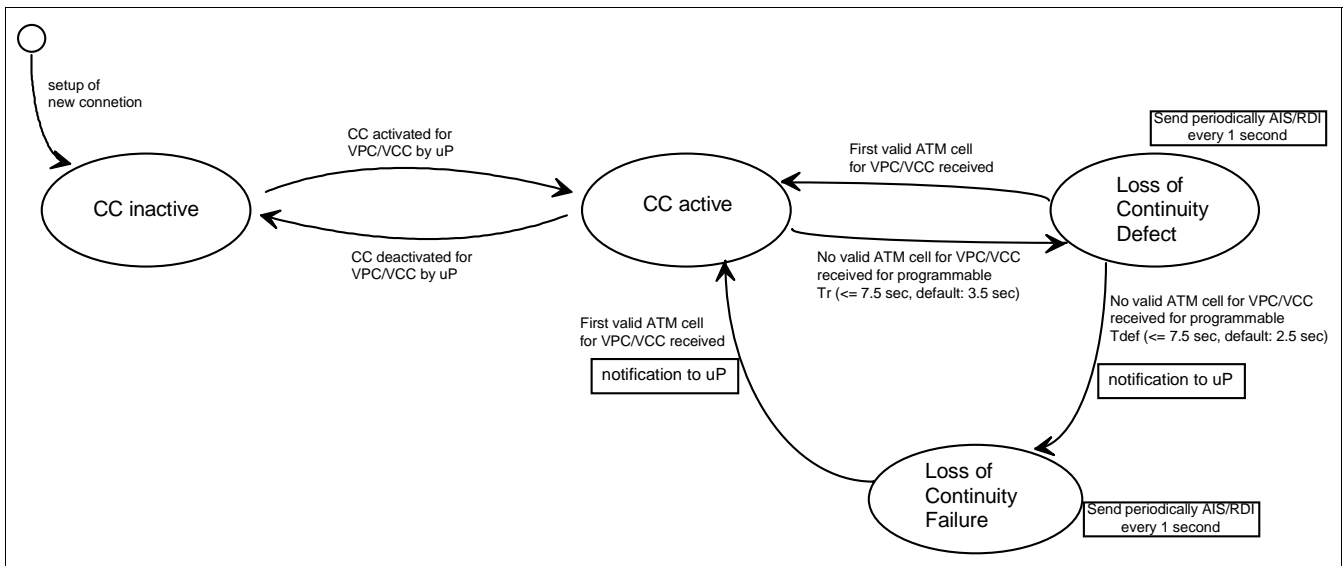 setup of
new connetion
CC inactive
CC activated for
VPC/VCC by uP
CC deactivated for
VPC/VCC by uP
CC active
First valid ATM cell
for VPC/VCC received
No valid ATM cell for VPC/VCC
received for programmable
Tr (<= 7.5 sec, default: 3.5 sec)
Send periodically AIS/RDI
every 1 second
Loss of
Continuity
Defect
No valid ATM cell for VPC/VCC
received for programmable
Tdef (<= 7.5 sec, default: 2.5 sec)
notification to uP
First valid ATM cell
for VPC/VCC received
notification to uP
Loss of
Continuity
Failure
Send periodically AIS/RDI
every 1 second